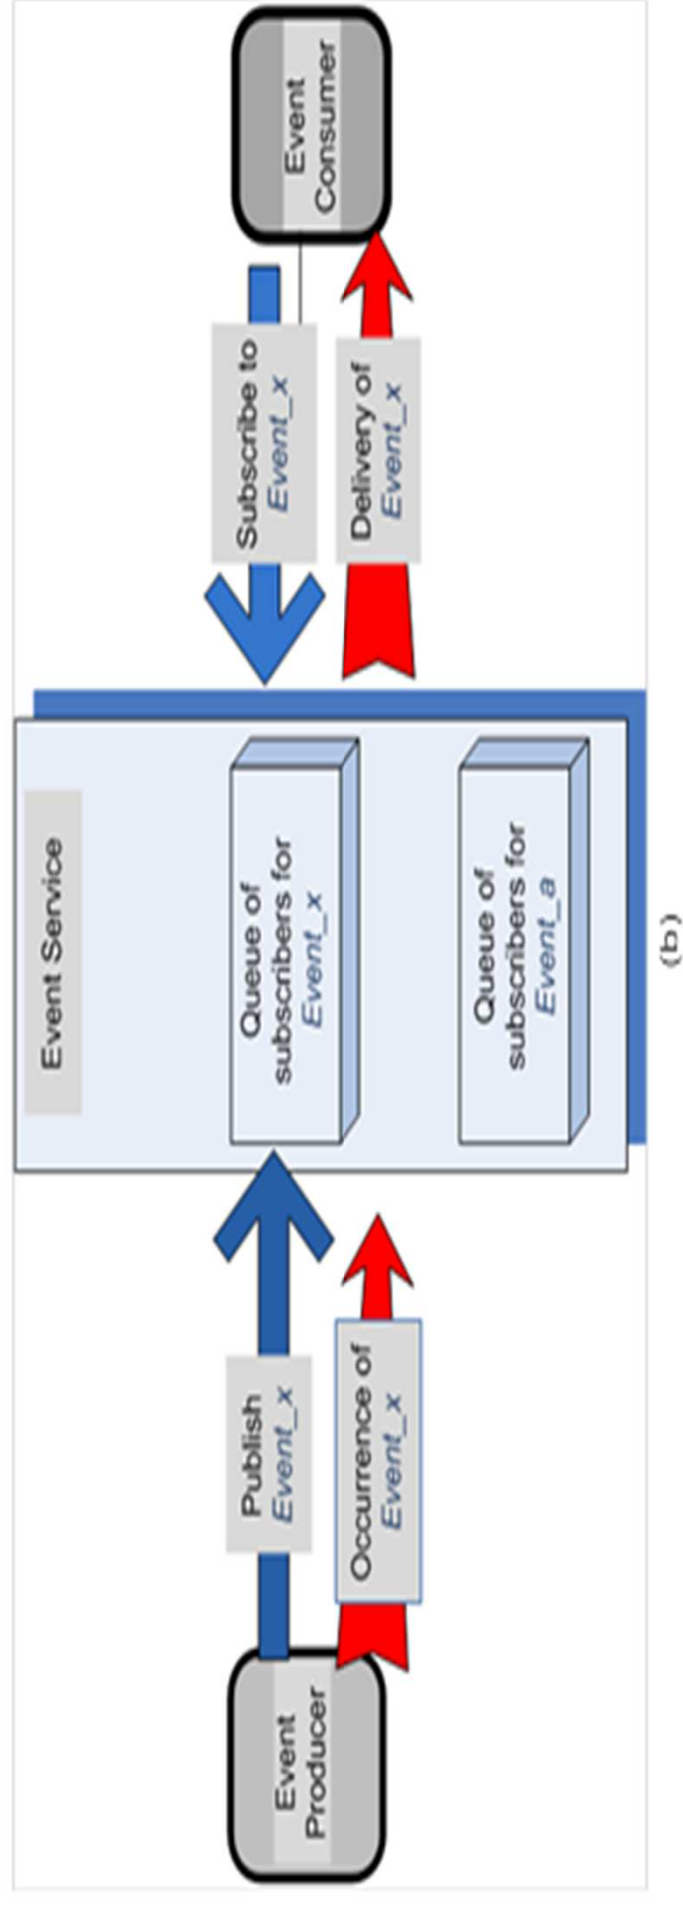 Event
Producer
Publish
Event_x
Occurrence of
Event_x
Event Service
Queue of
subscribers for
Event_x
Queue of
subscribers for
Event_a
Subscribe to
Event_x
Delivery of
Event_x
Event
Consumer
(b)